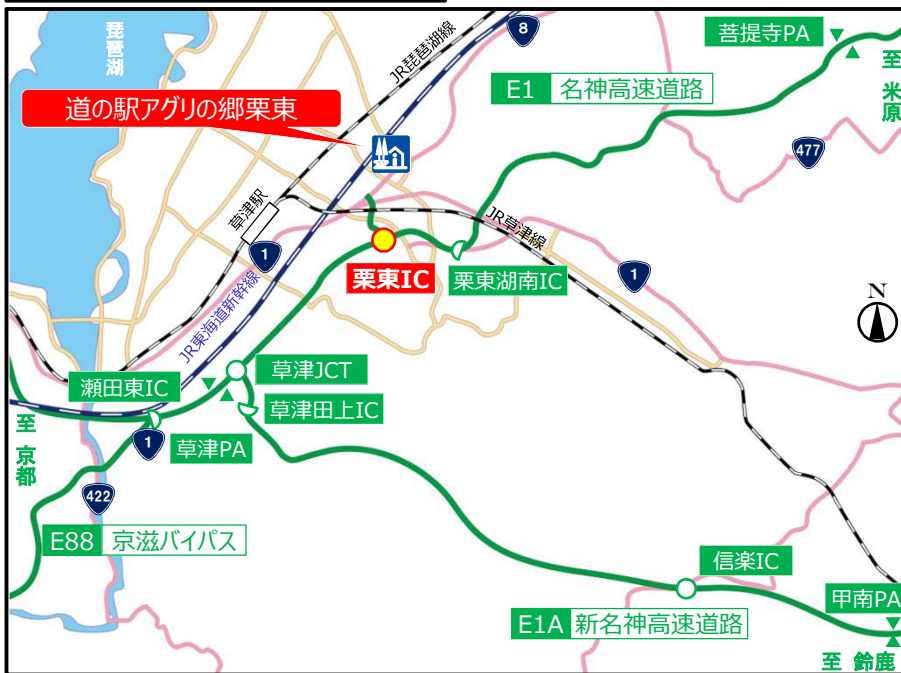 琵琶湖
JR琵琶湖線
8
菩提寺PA
至 米原
E1 名神高速道路
道の駅アグリの郷栗東
477
草津駅
1
JR草津線
栗東IC
栗東湖南IC
1
N
JR東海道新幹線
瀬田東IC
草津JCT
草津田上IC
至 京都
1
草津PA
422
E88 京滋バイパス
信楽IC
甲南PA
E1A 新名神高速道路
至 鈴鹿